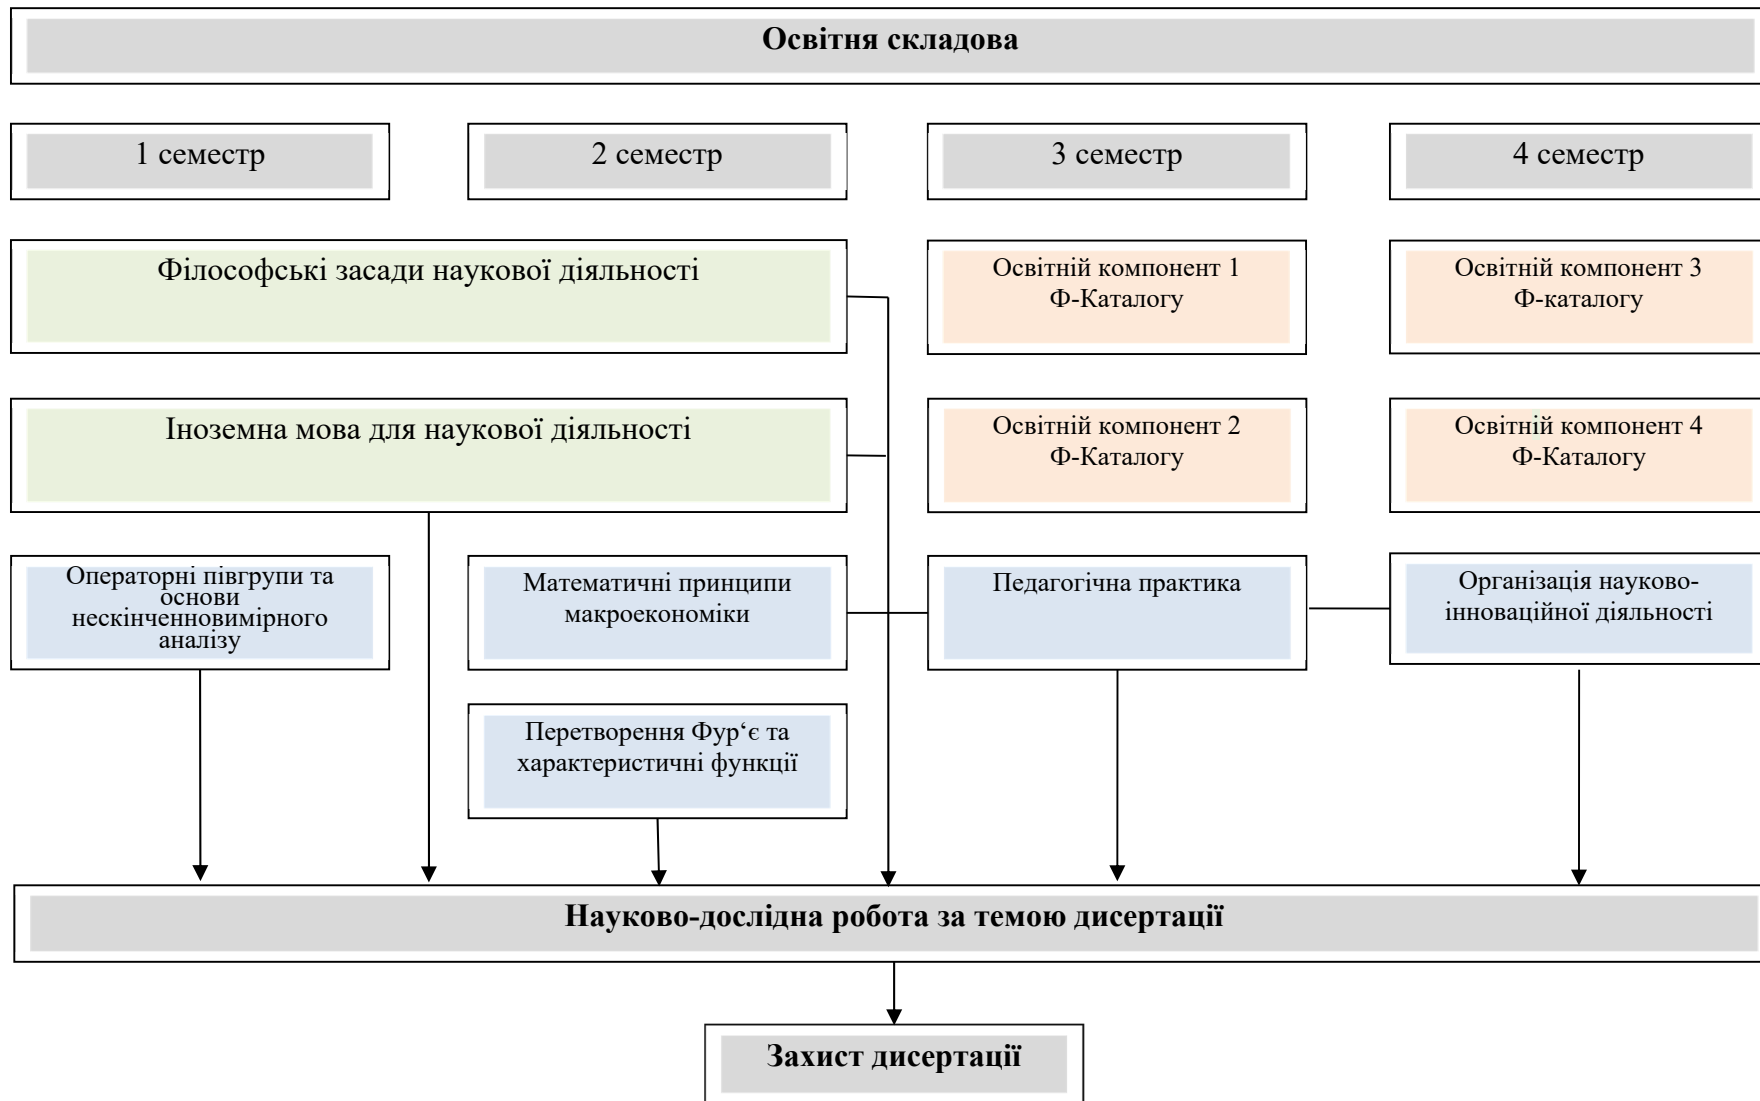 Освітня складова
1 семестр
2 семестр
3 семестр
4 семестр
Філософські засади наукової діяльності
Освітній компонент 1
Ф-Каталогу
Освітній компонент 3
Ф-каталогу
Іноземна мова для наукової діяльності
Освітній компонент 2
Ф-Каталогу
Освітній компонент 4
Ф-Каталогу
Операторні півгрупи та
основи
нескінченновимірного
аналізу
Математичні принципи
макроекономіки
Педагогічна практика
Організація науково-
інноваційної діяльності
Перетворення Фур‘є та
характеристичні функції
Науково-дослідна робота за темою дисертації
Захист дисертації